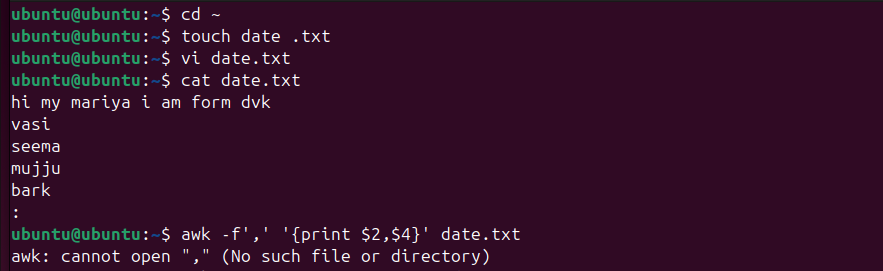 ubuntu@ubuntu:~$ cd ~
ubuntu@ubuntu:~$ touch date .txt
ubuntu@ubuntu:~$ vi date.txt
ubuntu@ubuntu:~$ cat date.txt
hi my mariya i am form dvk
vasi
seema
mujju
bark
:
ubuntu@ubuntu:~$ awk -f',' '{print $2,$4}' date.txt
awk: cannot open "," (No such file or directory)